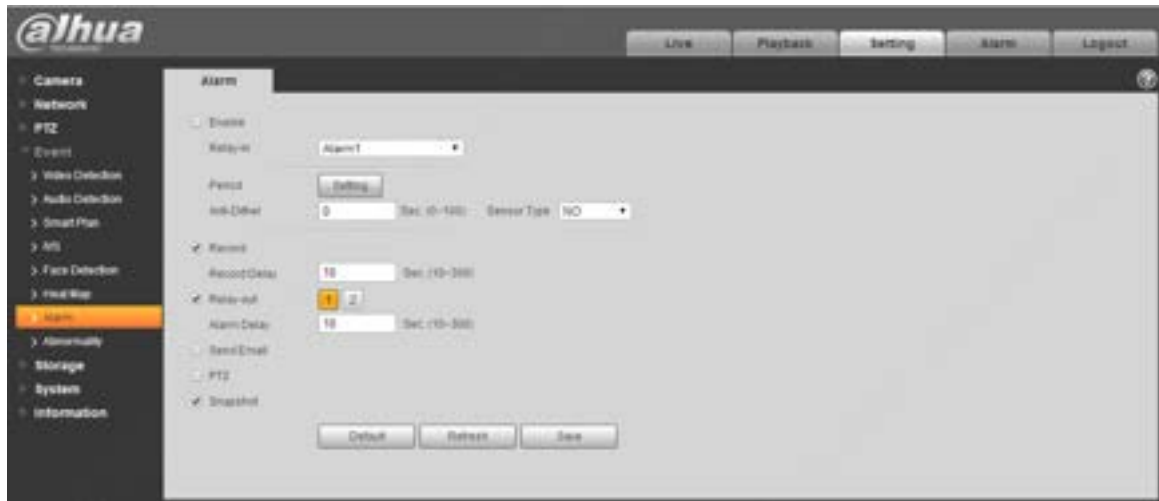 alhua
Live Playback Setting Alarm Logout
Camera
Network
PTZ
Event
Video Detection
Audio Detection
Smart Plan
IVS
Face Detection
Heat Map
Alarm
Abnormality
Storage
System
Information
Alarm
Enable
Relay-in Alarm1
Period Setting
Anti-Dither 0 Sec. (0~100) Sensor Type NO
Record
Record Delay 10 Sec. (10~300)
Relay-out 1 2
Alarm Delay 10 Sec. (10~300)
Send Email
PTZ
Snapshot
Default Refresh Save